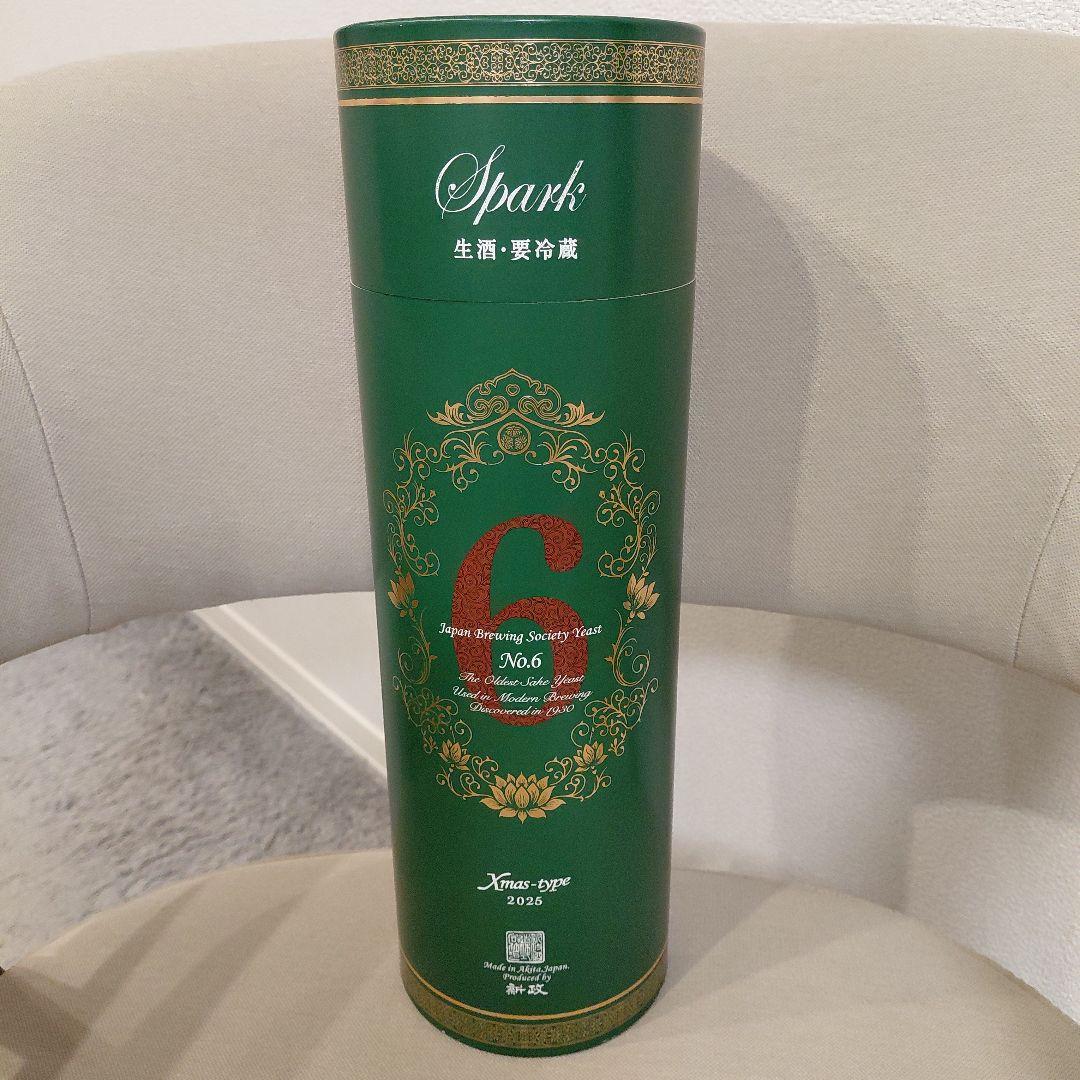 Spark
生酒・要冷蔵
6
Japan Brewing Society Yeast
No.6
The Oldest Sake Yeast
Used in Modern Brewing
Discovered in 1930
Xmas-type
2025
Made in Akita,Japan.
Produced by
新政